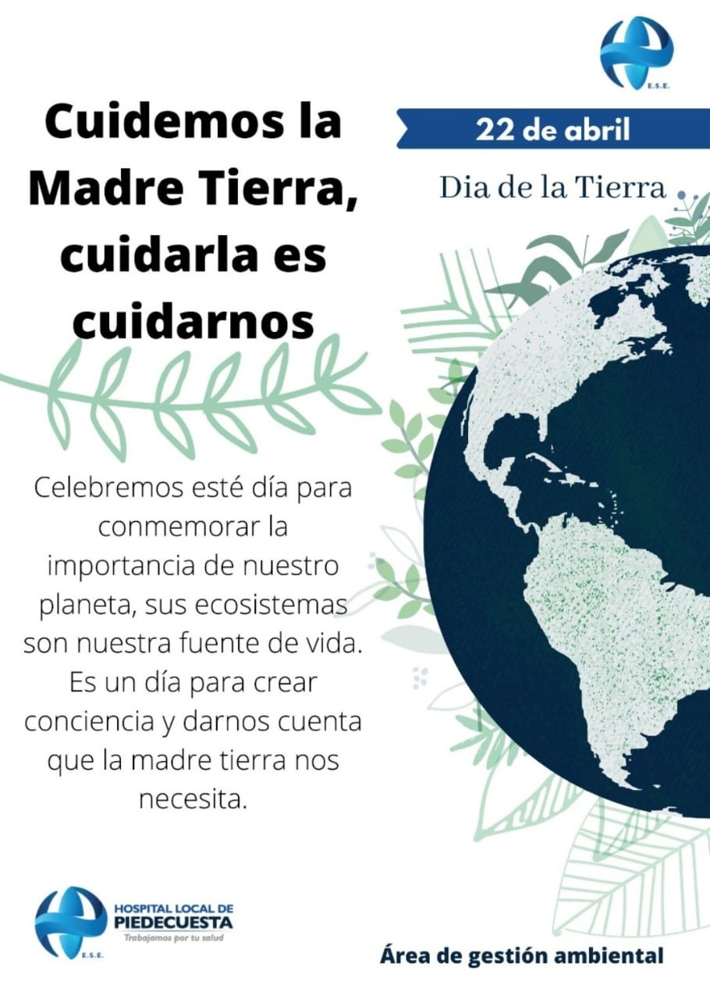 E.S.E.
Cuidemos la
Madre Tierra,
cuidarla es
cuidarnos
22 de abril
Dia de la Tierra
Celebremos esté día para
conmemorar la
importancia de nuestro
planeta, sus ecosistemas
son nuestra fuente de vida.
Es un día para crear
conciencia y darnos cuenta
que la madre tierra nos
necesita.
HOSPITAL LOCAL DE
PIEDECUESTA
Trabajamos por tu salud
E.S.E.
Área de gestión ambiental